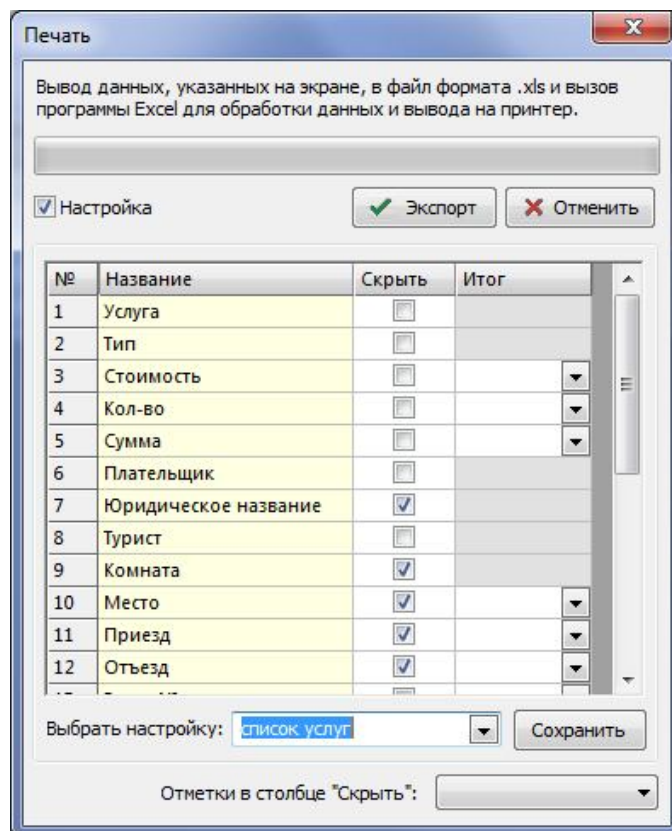 Печать
Вывод данных, указанных на экране, в файл формата .xls и вызов
программы Excel для обработки данных и вывода на принтер.
Настройка Экспорт Отменить
№ Название Скрыть Итог
1 Услуга
2 Тип
3 Стоимость
4 Кол-во
5 Сумма
6 Плательщик
7 Юридическое название
8 Турист
9 Комната
10 Место
11 Приезд
12 Отъезд
Выбрать настройку: список услуг Сохранить
Отметки в столбце "Скрыть":